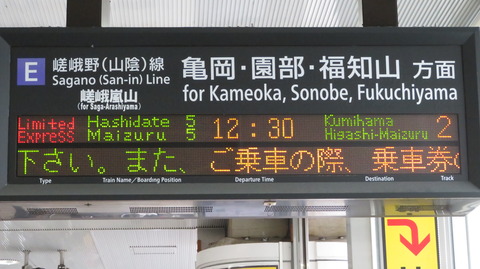 E 嵯峨野(山陰)線 亀岡・園部・福知山 方面
Sagano (San-in) Line for Kameoka, Sonobe, Fukuchiyama
嵯峨嵐山
(for Saga-Arashiyama)
Limited Express Hashidate 5 12:30 Kumihama 2
Maizuru 5 Higashi-Maizuru
下さい。また、ご乗車の際、乗車券の
Type Train Name/Boarding Position Departure Time Destination Track